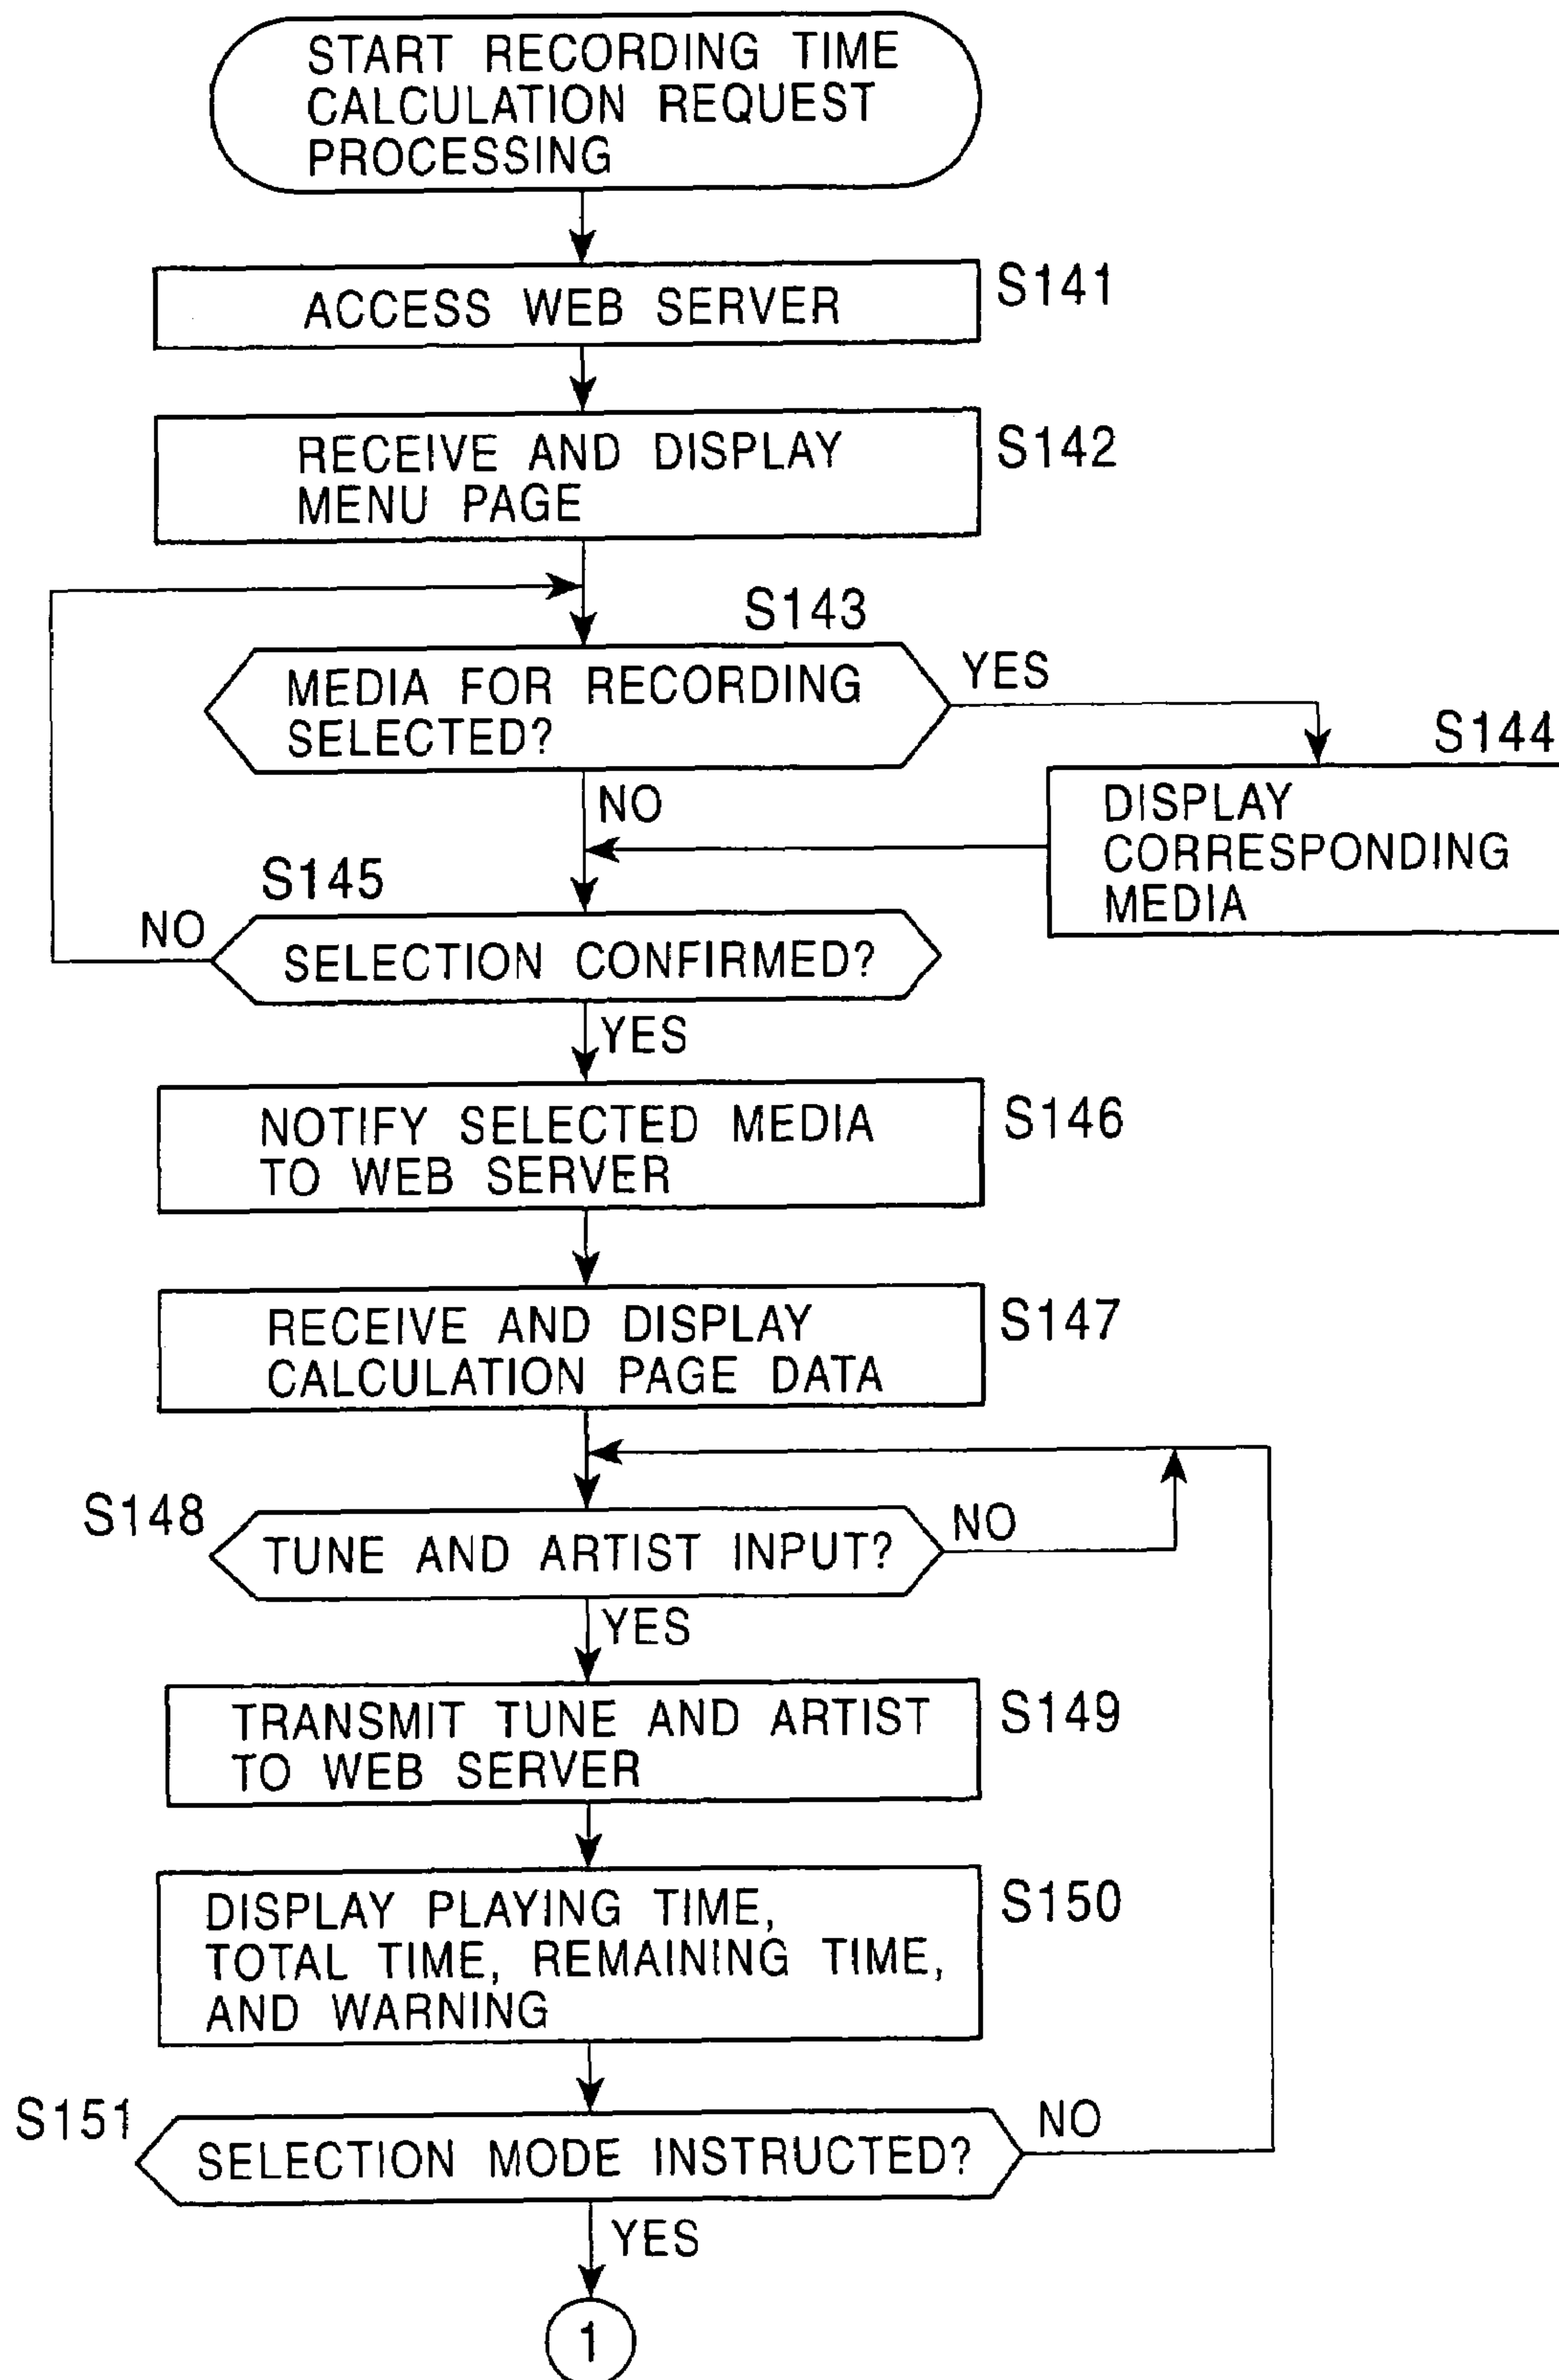 START RECORDING TIME
CALCULATION REQUEST
PROCESSING
ACCESS WEB SERVER
S141
RECEIVE AND DISPLAY
MENU PAGE
S142
S143
MEDIA FOR RECORDING
SELECTED?
YES
S144
NO
DISPLAY
CORRESPONDING
MEDIA
S145
NO
SELECTION CONFIRMED?
YES
NOTIFY SELECTED MEDIA
TO WEB SERVER
S146
RECEIVE AND DISPLAY
CALCULATION PAGE DATA
S147
S148
TUNE AND ARTIST INPUT?
NO
YES
TRANSMIT TUNE AND ARTIST
TO WEB SERVER
S149
DISPLAY PLAYING TIME,
TOTAL TIME, REMAINING TIME,
AND WARNING
S150
S151
SELECTION MODE INSTRUCTED?
NO
YES
1